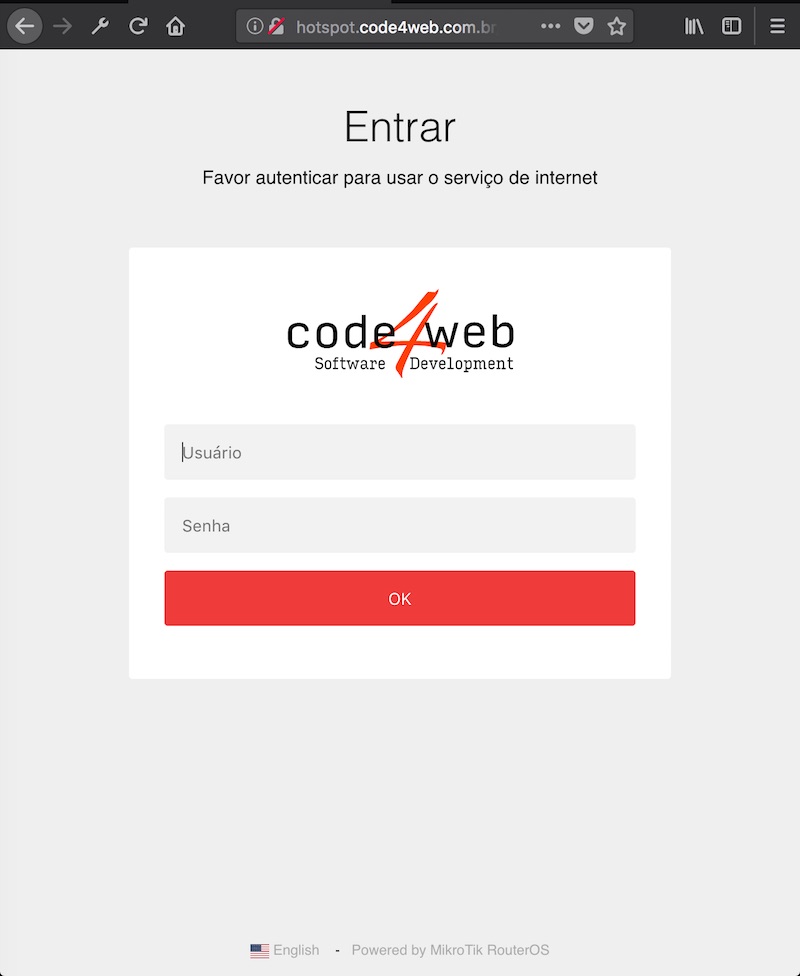 hotspot.code4web.com.br
Entrar
Favor autenticar para usar o serviço de internet
code4web
Software Development
Usuário
Senha
OK
English - Powered by MikroTik RouterOS